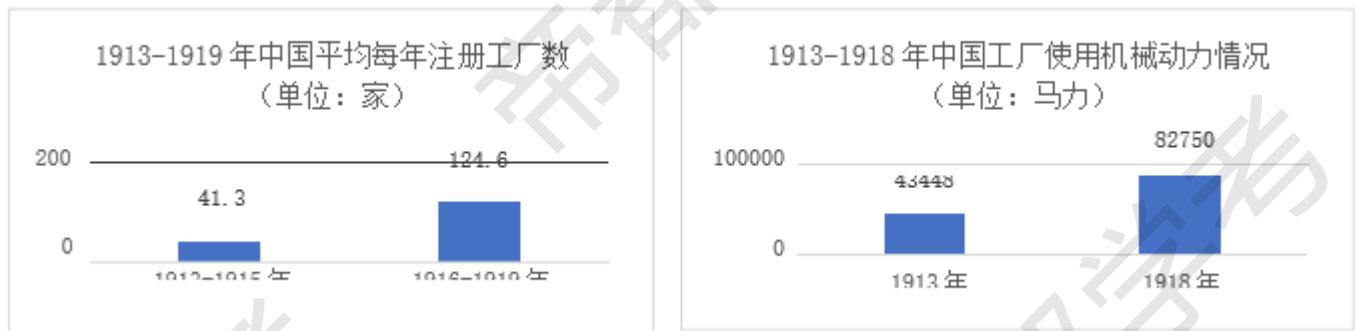 1913-1919 年中国平均每年注册工厂数
（单位：家）
200
124.6
41.3
0
1913-1915 年
1916-1919 年
1913-1918 年中国工厂使用机械动力情况
（单位：马力）
82750
100000
43448
0
1913 年
1918 年